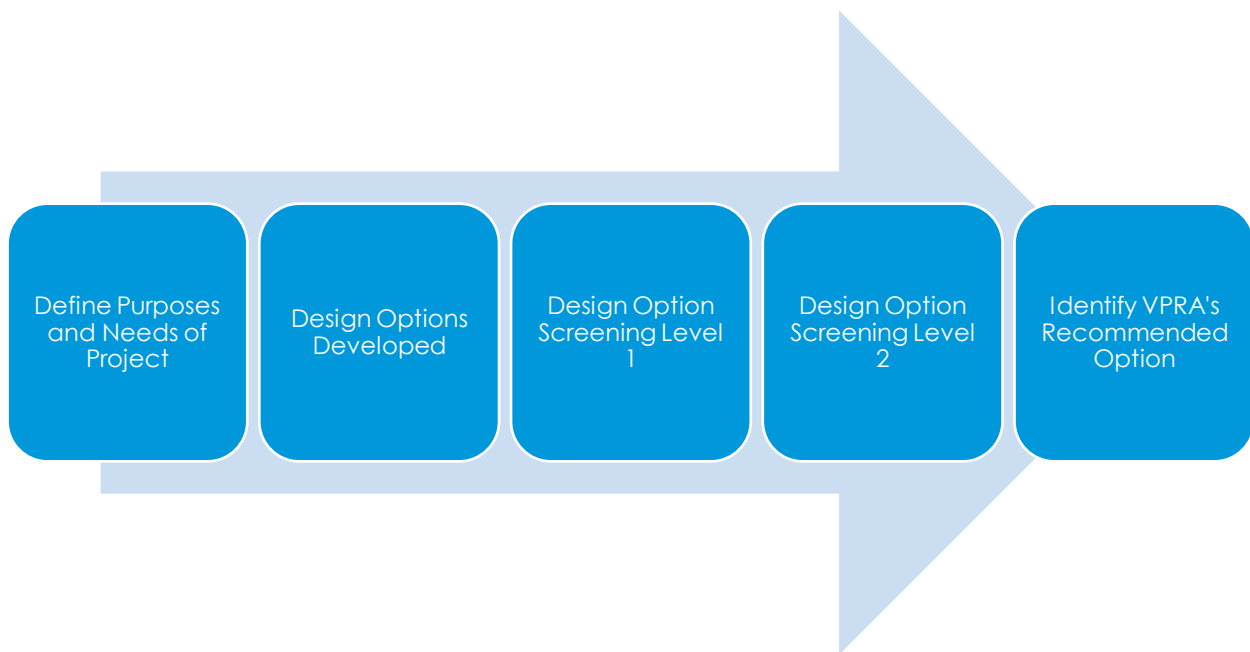 Define Purposes
and Needs of
Project
Design Options
Developed
Design Option
Screening Level
1
Design Option
Screening Level
2
Identify VPRA's
Recommended
Option